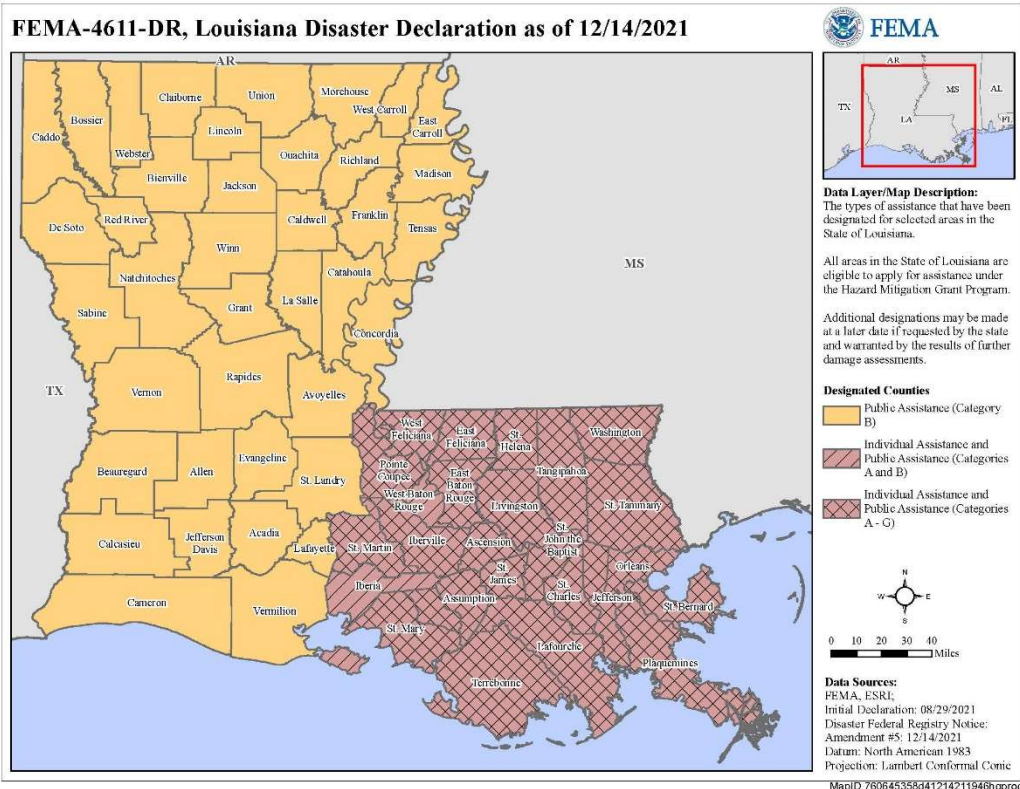 FEMA-4611-DR, Louisiana Disaster Declaration as of 12/14/2021
FEMA
AR
Claiborne
Union
Morehouse
West Carroll
East
Carroll
Bossier
Caddo
Webster
Lincoln
Ouachita
Richland
Madison
Bienville
Jackson
De Soto
Red River
Caldwell
Franklin
Tensas
Winn
Natchitoches
Catahoula
Sabine
Grant
La Salle
Concordia
MS
TX
Vernon
Rapides
Avoyelles
Beauregard
Allen
Evangeline
St. Landry
West
Feliciana
East
Feliciana
St.
Helena
Washington
Pointe
Coupee
West Baton
Rouge
East
Baton
Rouge
Tangipahoa
Livingston
St. Tammany
Calcasieu
Jefferson
Davis
Acadia
Lafayette
St. Martin
Iberville
Ascension
St.
John the
Baptist
Orleans
Cameron
Vermilion
Iberia
Assumption
St.
James
St.
Charles
Jefferson
St. Bernard
St. Mary
Lafourche
Plaquemines
Terrebonne
AR
TX
LA
MS
AL
FL
Data Layer/Map Description:
The types of assistance that have been
designated for selected areas in the
State of Louisiana.
All areas in the State of Louisiana are
eligible to apply for assistance under
the Hazard Mitigation Grant Program.
Additional designations may be made
at a later date if requested by the state
and warranted by the results of further
damage assessments.
Designated Counties
Public Assistance (Category
B)
Individual Assistance and
Public Assistance (Categories
A and B)
Individual Assistance and
Public Assistance (Categories
A - G)
N
W E
S
0 10 20 30 40
Miles
Data Sources:
FEMA, ESRI;
Initial Declaration: 08/29/2021
Disaster Federal Registry Notice:
Amendment #5: 12/14/2021
Datum: North American 1983
Projection: Lambert Conformal Conic
MapID 760645358d41214211946hqprod